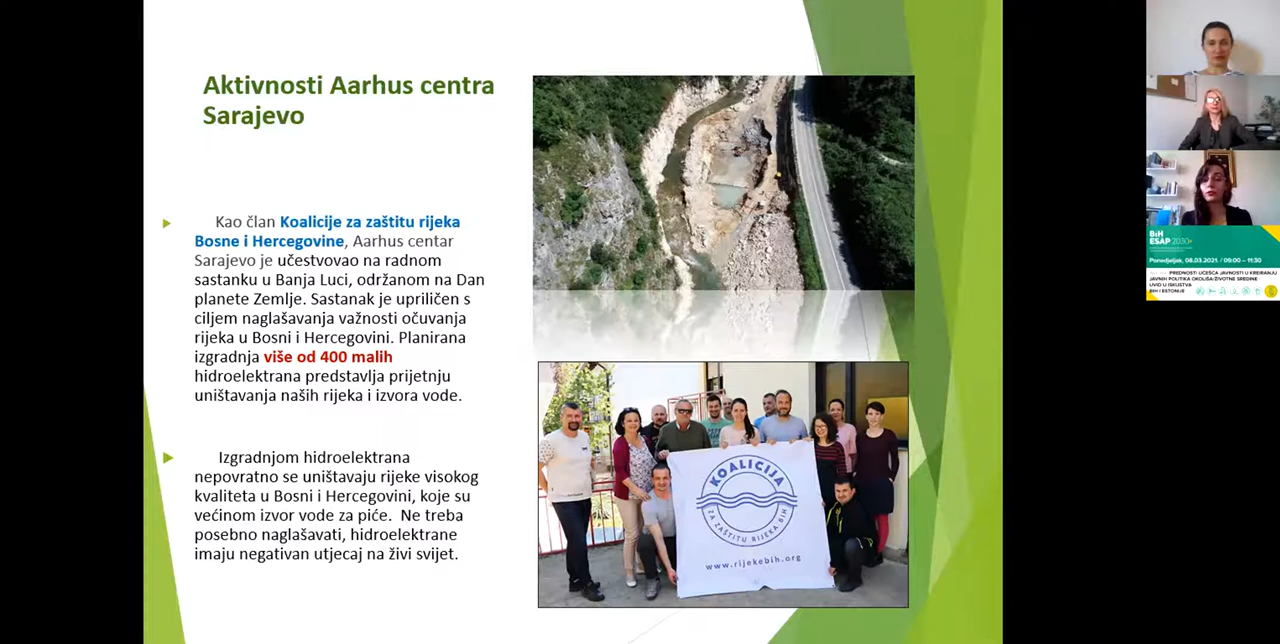 Aktivnosti Aarhus centra
Sarajevo
Kao član Koalicije za zaštitu rijeka
Bosne i Hercegovine, Aarhus centar
Sarajevo je učestvovao na radnom
sastanku u Banja Luci, održanom na Dan
planete Zemlje. Sastanak je upriličen s
ciljem naglašavanja važnosti očuvanja
rijeka u Bosni i Hercegovini. Planirana
izgradnja više od 400 malih
hidroelektrana predstavlja prijetnju
uništavanja naših rijeka i izvora vode.
Izgradnjom hidroelektrana
nepovratno se uništavaju rijeke visokog
kvaliteta u Bosni i Hercegovini, koje su
većinom izvor vode za piće. Ne treba
posebno naglašavati, hidroelektrane
imaju negativan utjecaj na živi svijet.
KOALICIJA
ZA ZAŠTITU RIJEKA BIH
www.rijekebih.org
BiH
ESAP 2030+
Ponedjeljak, 08.03.2021. / 09:00 – 11:30
PREDNOSTI UČEŠĆA JAVNOSTI U KREIRANJU
JAVNIH POLITIKA OKOLIŠA/ŽIVOTNE SREDINE
UVID U ISKUSTVA
BIH I ESTONIJE